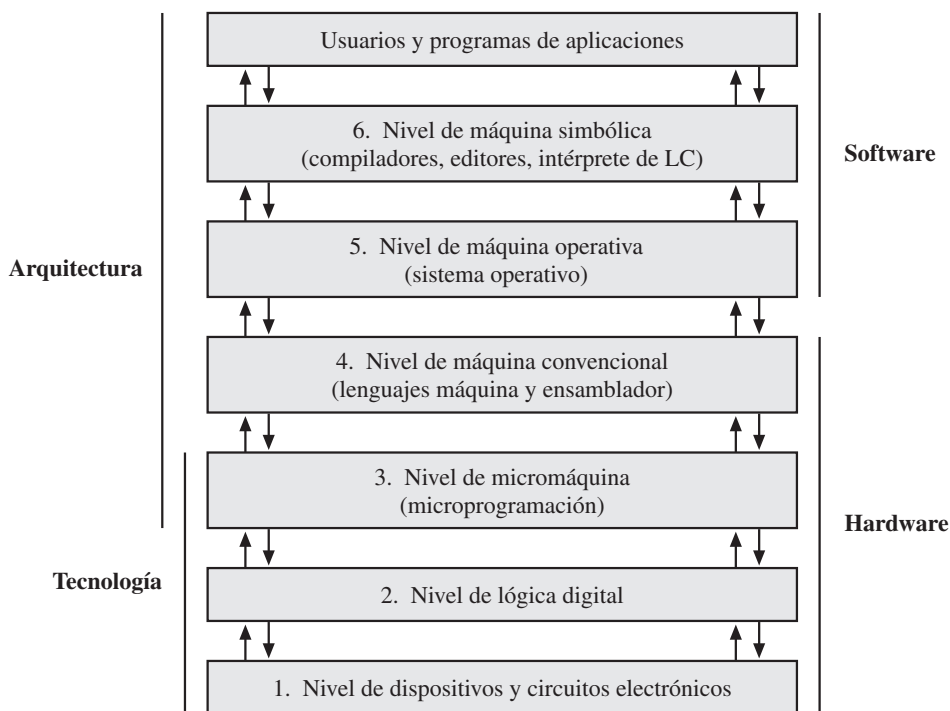 Usuarios y programas de aplicaciones
6. Nivel de máquina simbólica
(compiladores, editores, intérprete de LC)
Software
5. Nivel de máquina operativa
(sistema operativo)
Arquitectura
4. Nivel de máquina convencional
(lenguajes máquina y ensamblador)
3. Nivel de micromáquina
(microprogramación)
Hardware
Tecnología
2. Nivel de lógica digital
1. Nivel de dispositivos y circuitos electrónicos